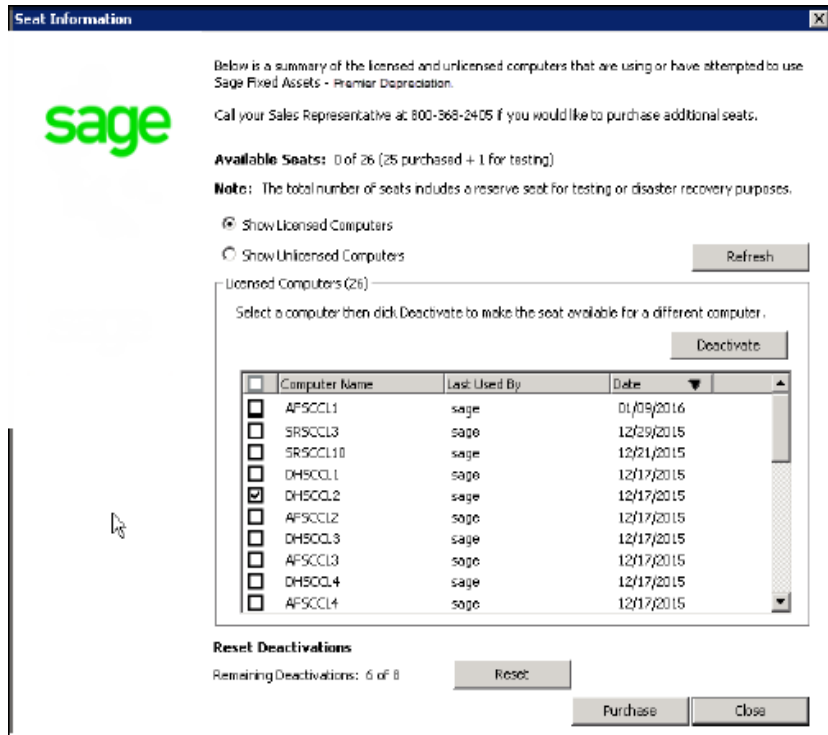 Seat Information
Below is a summary of the licensed and unlicensed computers that are using or have attempted to use
Sage Fixed Assets - Premier Depreciation.
sage
Call your Sales Representative at 800-368-2405 if you would like to purchase additional seats.
Available Seats: 0 of 26 (25 purchased + 1 for testing)
Note: The total number of seats includes a reserve seat for testing or disaster recovery purposes.
Show Licensed Computers
Show Unlicensed Computers
Refresh
Licensed Computers (26)
Select a computer then click Deactivate to make the seat available for a different computer.
Deactivate
Computer Name Last Used By Date
AFSCCL1 sage 01/09/2016
SRSCCL3 sage 12/29/2015
SRSCCL10 sage 12/21/2015
DHSCCL1 sage 12/17/2015
DHSCCL2 sage 12/17/2015
AFSCCL2 sage 12/17/2015
DHSCCL3 sage 12/17/2015
AFSCCL3 sage 12/17/2015
DHSCCL4 sage 12/17/2015
AFSCCL4 sage 12/17/2015
Reset Deactivations
Remaining Deactivations: 6 of 8
Reset
Purchase Close